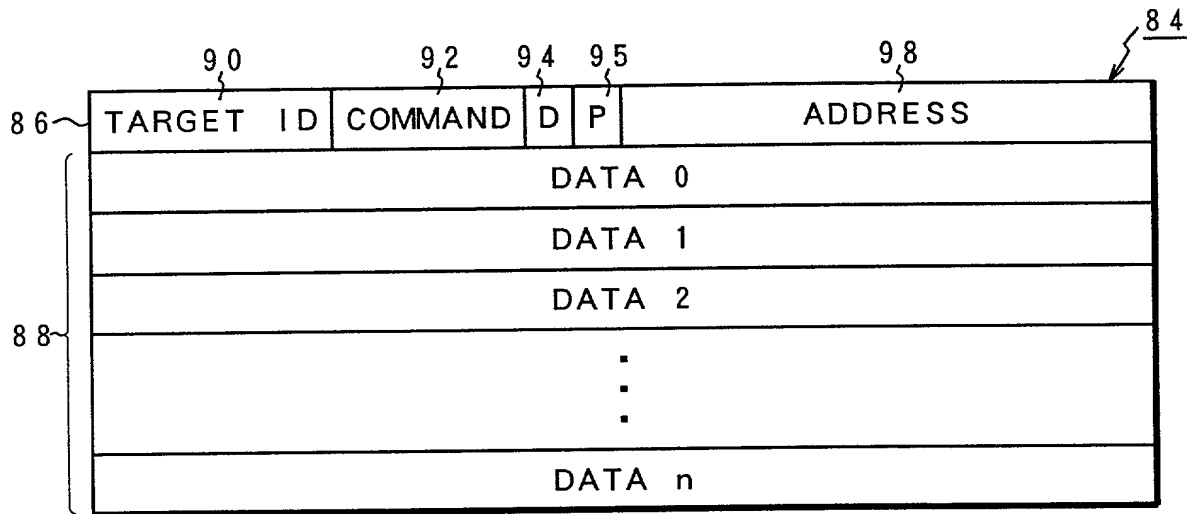 84
90 92 94 95 98
86 TARGET ID COMMAND D P ADDRESS
DATA 0
DATA 1
DATA 2
88
DATA n